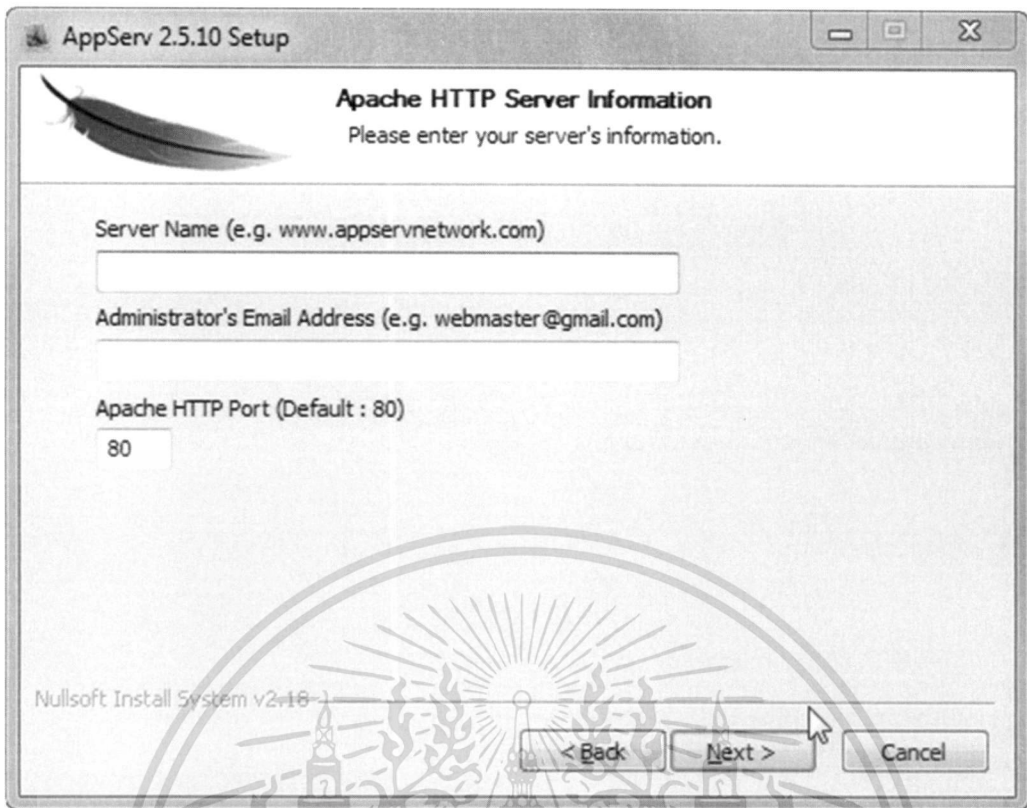 AppServ 2.5.10 Setup
Apache HTTP Server Information
Please enter your server's information.
Server Name (e.g. www.appservnetwork.com)
Administrator's Email Address (e.g. webmaster@gmail.com)
Apache HTTP Port (Default : 80)
80
Nullsoft Install System v2.18
< Back
Next >
Cancel